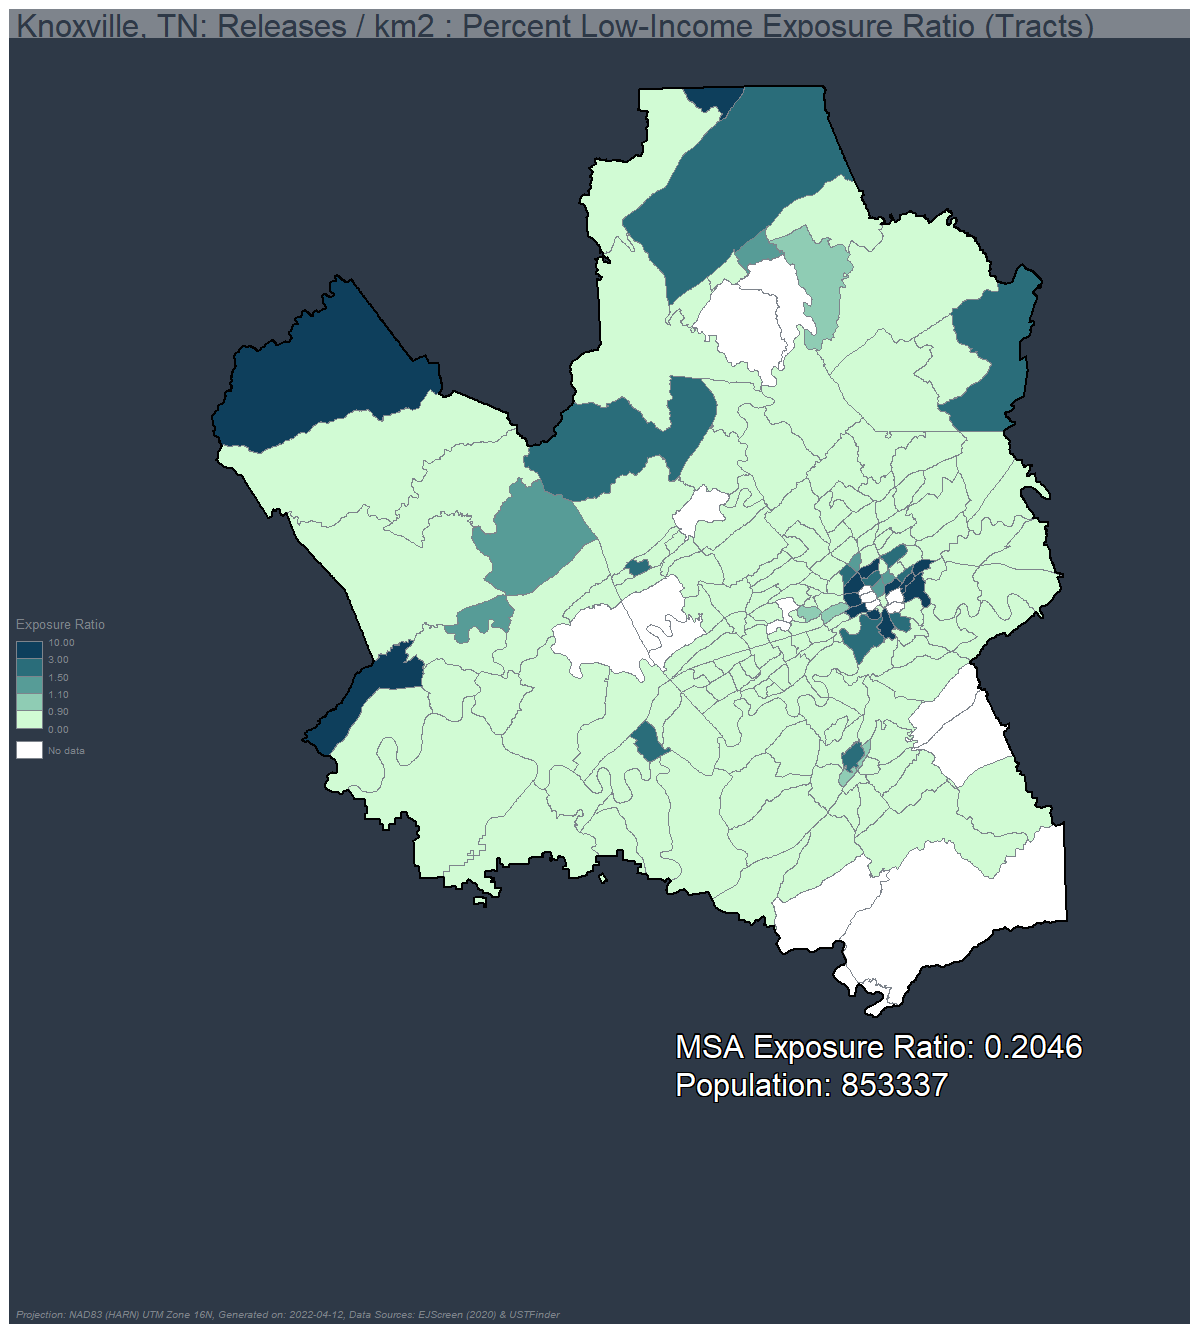 Knoxville, TN: Releases / km2 : Percent Low-Income Exposure Ratio (Tracts)
Exposure Ratio
10.00
3.00
1.50
1.10
0.90
0.00
No data
MSA Exposure Ratio: 0.2046
Population: 853337
Projection: NAD83 (HARN) UTM Zone 16N, Generated on: 2022-04-12, Data Sources: EJScreen (2020) & USTFinder